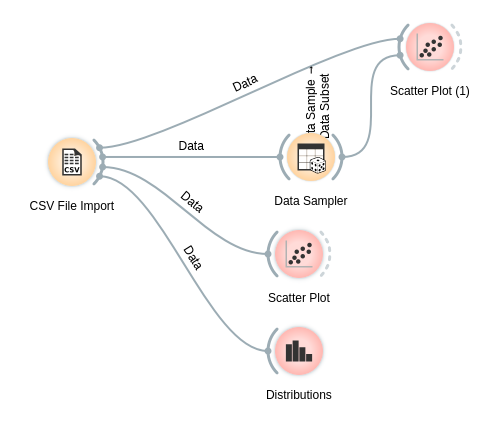 Data
ta Sample →
Data Subset
Scatter Plot (1)
Data
CSV
CSV File Import
Data Sampler
Data
Data
Scatter Plot
Distributions